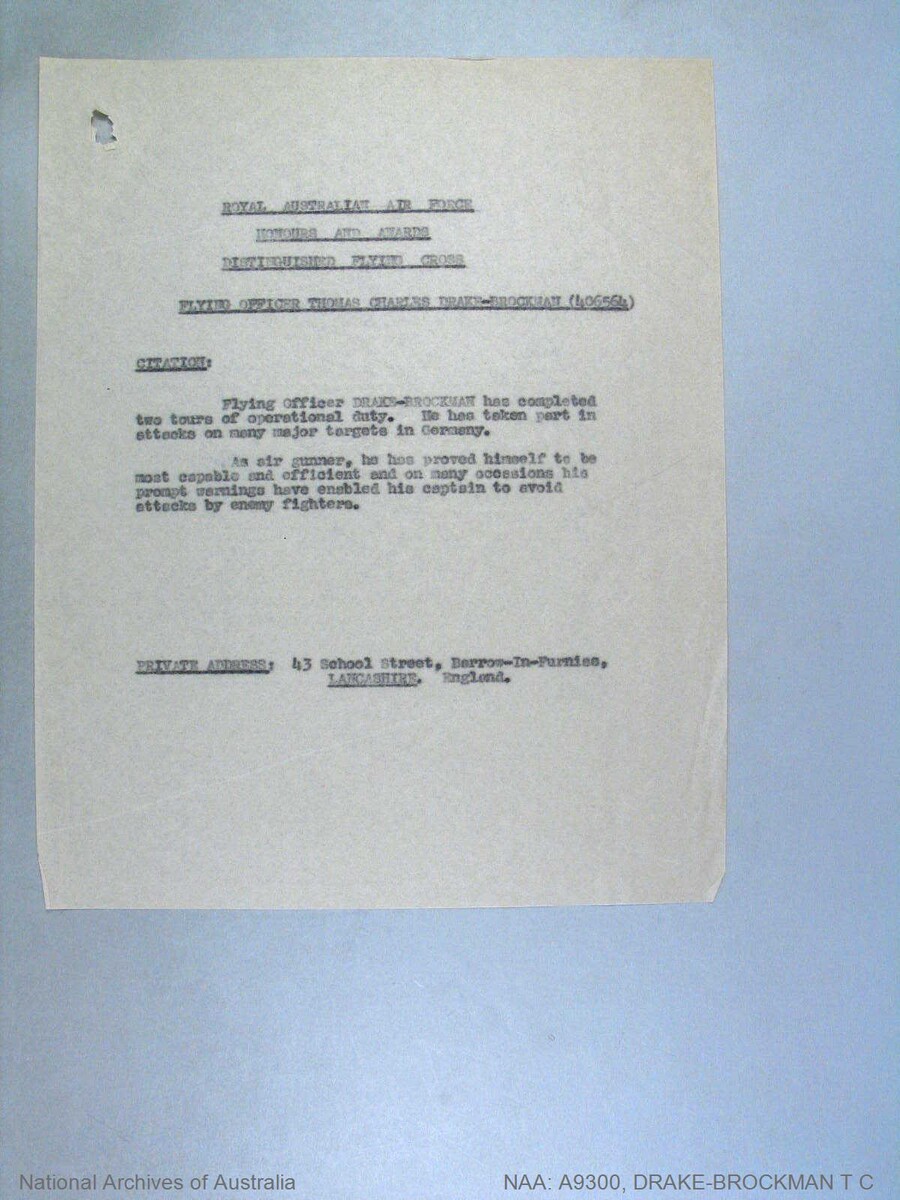 ROYAL AUSTRALIAN AIR FORCE
HONOURS AND AWARDS
DISTINGUISHED FLYING CROSS
FLYING OFFICER THOMAS CHARLES DRAKE-BROCKMAN (406564)
CITATION:
Flying Officer DRAKE-BROCKMAN has completed
two tours of operational duty. He has taken part in
attacks on many major targets in Germany.
As air gunner, he has proved himself to be
most capable and efficient and on many occasions his
prompt warnings have enabled his captain to avoid
attacks by enemy fighters.
PRIVATE ADDRESS: 43 School Street, Barrow-In-Furniss,
LANCASHIRE. England.
National Archives of Australia
NAA: A9300, DRAKE-BROCKMAN T C